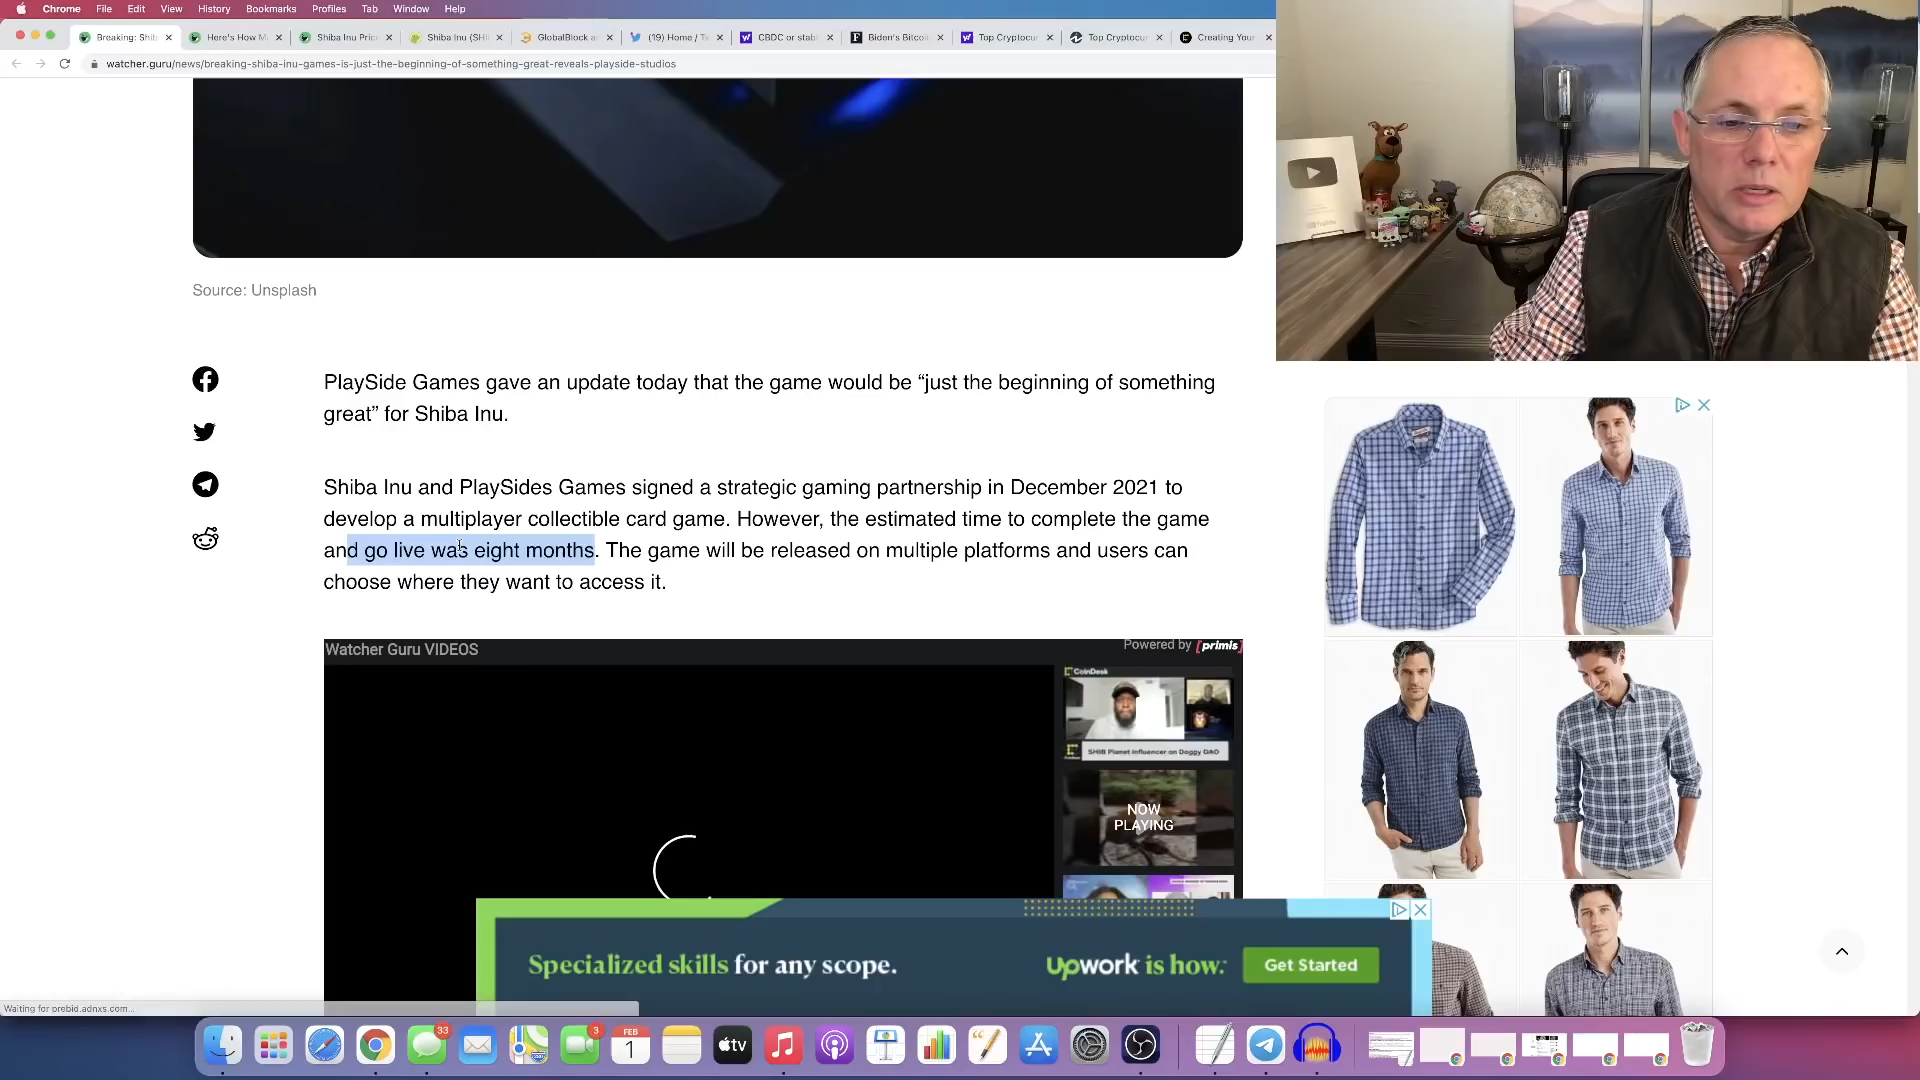 Chrome File Edit View History Bookmarks Profiles Tab Window Help
Breaking: Shib
Here's How M
Shiba Inu Pric
Shiba Inu (SHI
GlobalBlock a
(19) Home / Tw
CBDC or stab
Biden's Bitcoi
Top Cryptocur
Top Cryptocur
Creating Your
watcher.guru/news/breaking-shiba-inu-games-is-just-the-beginning-of-something-great-reveals-playside-studios
Source: Unsplash
PlaySide Games gave an update today that the game would be “just the beginning of something
great” for Shiba Inu.
Shiba Inu and PlaySides Games signed a strategic gaming partnership in December 2021 to
develop a multiplayer collectible card game. However, the estimated time to complete the game
and go live was eight months. The game will be released on multiple platforms and users can
choose where they want to access it.
Watcher Guru VIDEOS
Powered by [primis]
CoinDesk
SHIB Planet Influencer on Doggy DAO
NOW
PLAYING
Specialized skills for any scope.
Upwork is how.
Get Started
Waiting for prebid.adnxs.com...
33
3
FEB
1
tv